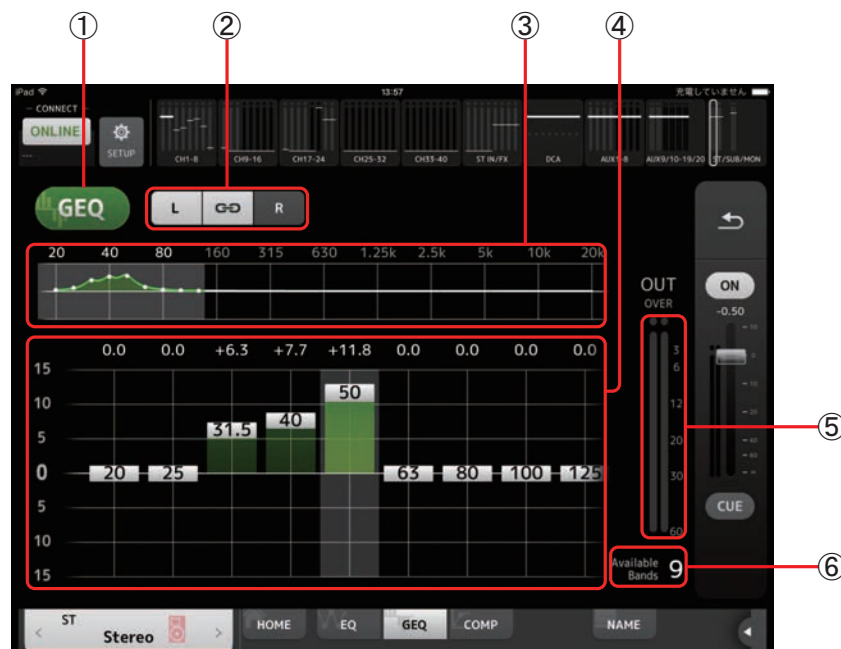 ① ② ③ ④
iPad 13:57 充電していません
CONNECT
ONLINE
---
SETUP
CH1-8 CH9-16 CH17-24 CH25-32 CH33-40 ST IN/FX DCA AUX1-8 AUX9/10-19/20 ST/SUB/MON
GEQ L R
20 40 80 160 315 630 1.25k 2.5k 5k 10k 20k
OUT
OVER
ON
-0.50
10
0
10
20
40
60
∞
CUE
3
6
12
20
30
60
⑤
0.0 0.0 +6.3 +7.7 +11.8 0.0 0.0 0.0 0.0
15
10
5
0
5
10
15
20 25 31.5 40 50 63 80 100 125
Available
Bands 9
⑥
< ST
Stereo >
HOME EQ GEQ COMP NAME